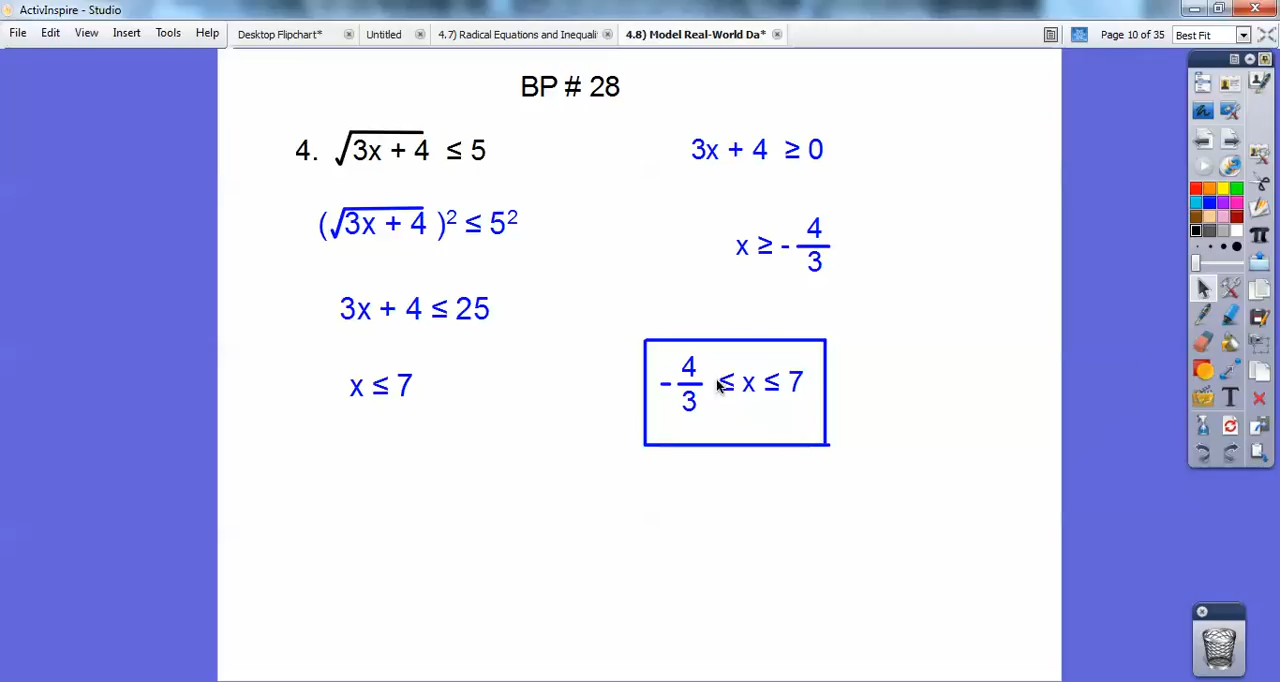 ActivInspire - Studio
File Edit View Insert Tools Help
Desktop Flipchart* Untitled 4.7) Radical Equations and Inequali 4.8) Model Real-World Da* Page 10 of 35 Best Fit
BP # 28
4. √3x + 4 ≤ 5
3x + 4 ≥ 0
(√3x + 4 )² ≤ 5²
x ≥ - 4/3
3x + 4 ≤ 25
x ≤ 7
- 4/3 ≤ x ≤ 7